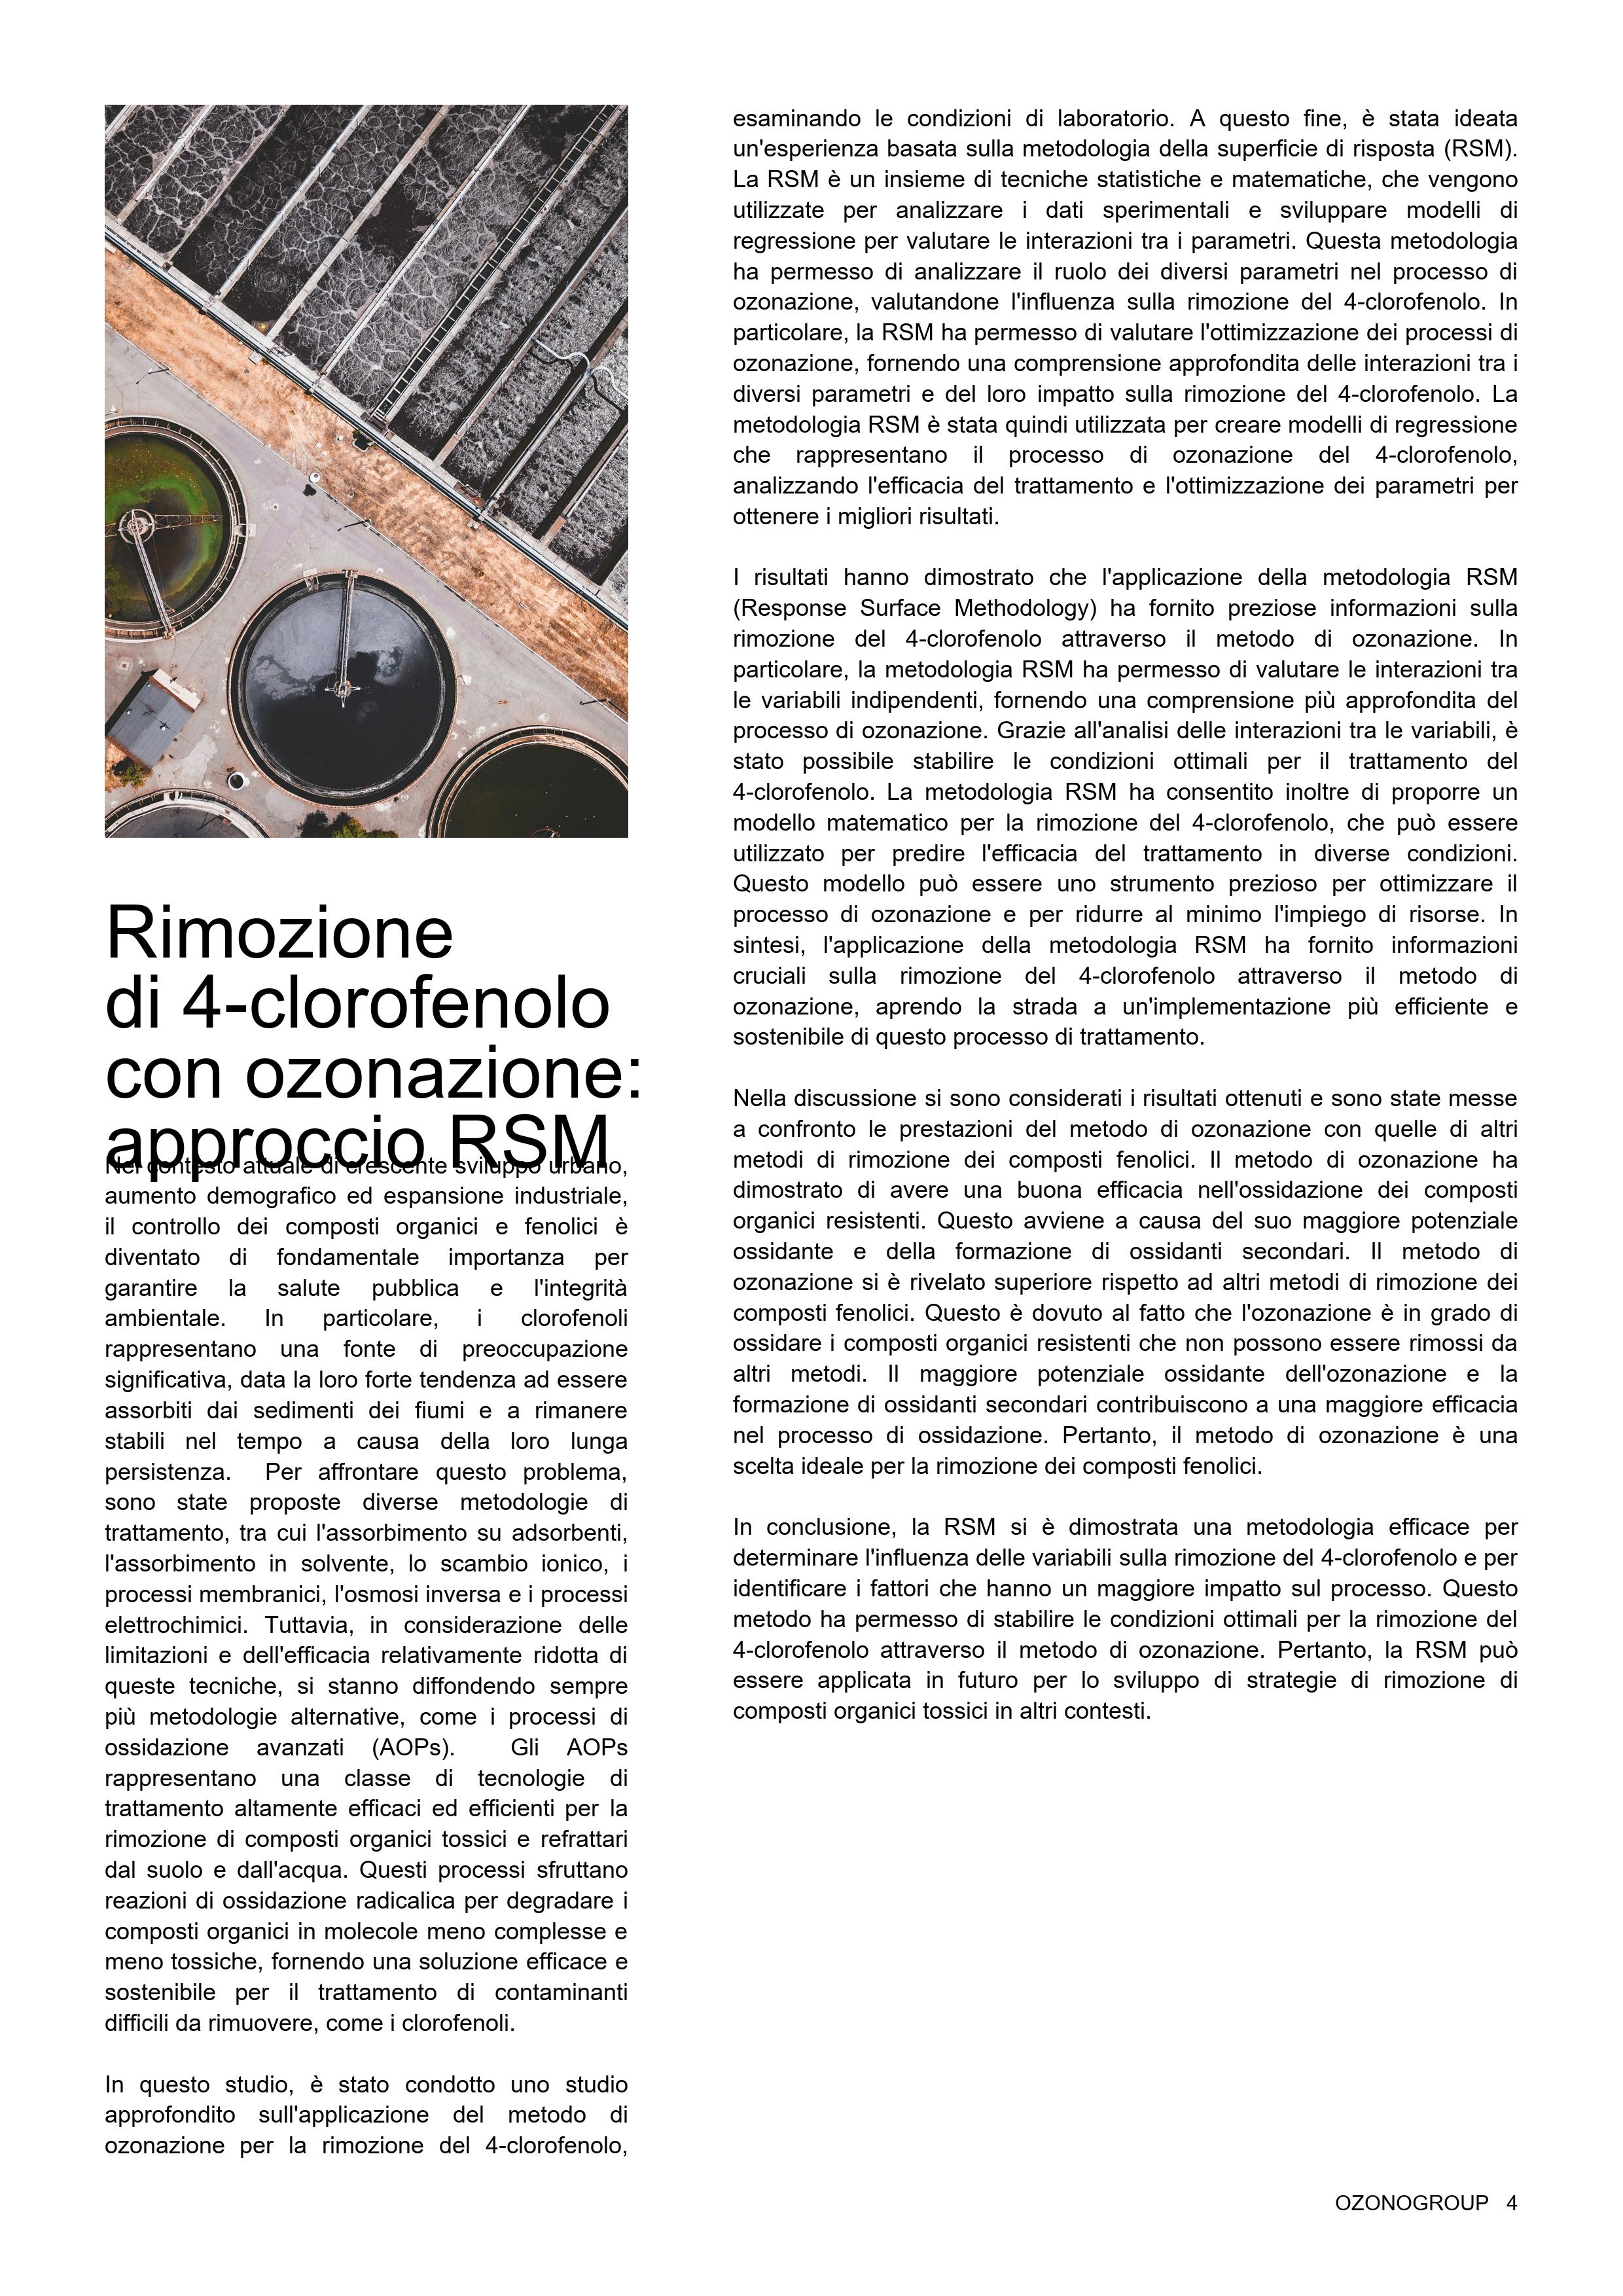 Rimozione
di 4-clorofenolo
con ozonazione:
approccio RSM
Nel contesto attuale di crescente sviluppo urbano,
aumento demografico ed espansione industriale,
il controllo dei composti organici e fenolici è
diventato di fondamentale importanza per
garantire la salute pubblica e l'integrità
ambientale. In particolare, i clorofenoli
rappresentano una fonte di preoccupazione
significativa, data la loro forte tendenza ad essere
assorbiti dai sedimenti dei fiumi e a rimanere
stabili nel tempo a causa della loro lunga
persistenza. Per affrontare questo problema,
sono state proposte diverse metodologie di
trattamento, tra cui l'assorbimento su adsorbenti,
l'assorbimento in solvente, lo scambio ionico, i
processi membranici, l'osmosi inversa e i processi
elettrochimici. Tuttavia, in considerazione delle
limitazioni e dell'efficacia relativamente ridotta di
queste tecniche, si stanno diffondendo sempre
più metodologie alternative, come i processi di
ossidazione avanzati (AOPs). Gli AOPs
rappresentano una classe di tecnologie di
trattamento altamente efficaci ed efficienti per la
rimozione di composti organici tossici e refrattari
dal suolo e dall'acqua. Questi processi sfruttano
reazioni di ossidazione radicalica per degradare i
composti organici in molecole meno complesse e
meno tossiche, fornendo una soluzione efficace e
sostenibile per il trattamento di contaminanti
difficili da rimuovere, come i clorofenoli.
In questo studio, è stato condotto uno studio
approfondito sull'applicazione del metodo di
ozonazione per la rimozione del 4-clorofenolo,
esaminando le condizioni di laboratorio. A questo fine, è stata ideata
un'esperienza basata sulla metodologia della superficie di risposta (RSM).
La RSM è un insieme di tecniche statistiche e matematiche, che vengono
utilizzate per analizzare i dati sperimentali e sviluppare modelli di
regressione per valutare le interazioni tra i parametri. Questa metodologia
ha permesso di analizzare il ruolo dei diversi parametri nel processo di
ozonazione, valutandone l'influenza sulla rimozione del 4-clorofenolo. In
particolare, la RSM ha permesso di valutare l'ottimizzazione dei processi di
ozonazione, fornendo una comprensione approfondita delle interazioni tra i
diversi parametri e del loro impatto sulla rimozione del 4-clorofenolo. La
metodologia RSM è stata quindi utilizzata per creare modelli di regressione
che rappresentano il processo di ozonazione del 4-clorofenolo,
analizzando l'efficacia del trattamento e l'ottimizzazione dei parametri per
ottenere i migliori risultati.
I risultati hanno dimostrato che l'applicazione della metodologia RSM
(Response Surface Methodology) ha fornito preziose informazioni sulla
rimozione del 4-clorofenolo attraverso il metodo di ozonazione. In
particolare, la metodologia RSM ha permesso di valutare le interazioni tra
le variabili indipendenti, fornendo una comprensione più approfondita del
processo di ozonazione. Grazie all'analisi delle interazioni tra le variabili, è
stato possibile stabilire le condizioni ottimali per il trattamento del
4-clorofenolo. La metodologia RSM ha consentito inoltre di proporre un
modello matematico per la rimozione del 4-clorofenolo, che può essere
utilizzato per predire l'efficacia del trattamento in diverse condizioni.
Questo modello può essere uno strumento prezioso per ottimizzare il
processo di ozonazione e per ridurre al minimo l'impiego di risorse. In
sintesi, l'applicazione della metodologia RSM ha fornito informazioni
cruciali sulla rimozione del 4-clorofenolo attraverso il metodo di
ozonazione, aprendo la strada a un'implementazione più efficiente e
sostenibile di questo processo di trattamento.
Nella discussione si sono considerati i risultati ottenuti e sono state messe
a confronto le prestazioni del metodo di ozonazione con quelle di altri
metodi di rimozione dei composti fenolici. Il metodo di ozonazione ha
dimostrato di avere una buona efficacia nell'ossidazione dei composti
organici resistenti. Questo avviene a causa del suo maggiore potenziale
ossidante e della formazione di ossidanti secondari. Il metodo di
ozonazione si è rivelato superiore rispetto ad altri metodi di rimozione dei
composti fenolici. Questo è dovuto al fatto che l'ozonazione è in grado di
ossidare i composti organici resistenti che non possono essere rimossi da
altri metodi. Il maggiore potenziale ossidante dell'ozonazione e la
formazione di ossidanti secondari contribuiscono a una maggiore efficacia
nel processo di ossidazione. Pertanto, il metodo di ozonazione è una
scelta ideale per la rimozione dei composti fenolici.
In conclusione, la RSM si è dimostrata una metodologia efficace per
determinare l'influenza delle variabili sulla rimozione del 4-clorofenolo e per
identificare i fattori che hanno un maggiore impatto sul processo. Questo
metodo ha permesso di stabilire le condizioni ottimali per la rimozione del
4-clorofenolo attraverso il metodo di ozonazione. Pertanto, la RSM può
essere applicata in futuro per lo sviluppo di strategie di rimozione di
composti organici tossici in altri contesti.
OZONOGROUP 4